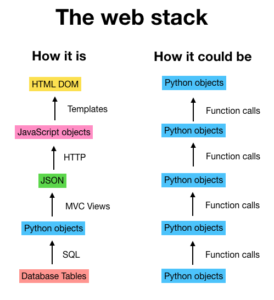 The web stack
How it is
HTML DOM
Templates
JavaScript objects
HTTP
JSON
MVC Views
Python objects
SQL
Database Tables
How it could be
Python objects
Function calls
Python objects
Function calls
Python objects
Function calls
Python objects
Function calls
Python objects